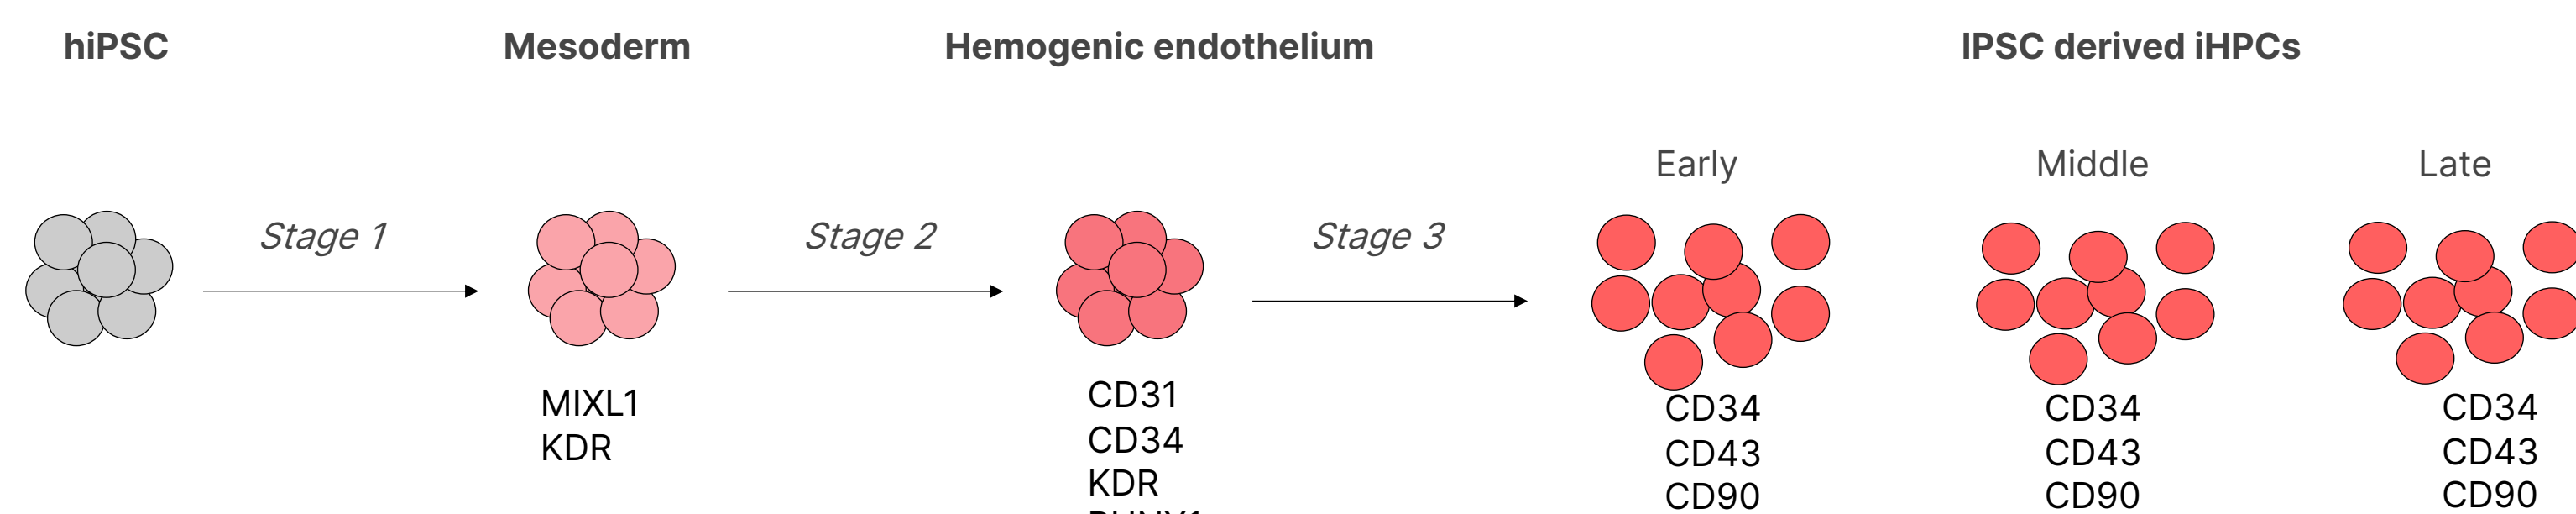 hiPSC
Mesoderm
Hemogenic endothelium
IPSC derived iHPCs
Early
Middle
Late
Stage 1
Stage 2
Stage 3
MIXL1
KDR
CD31
CD34
KDR
CD34
CD43
CD90
CD34
CD43
CD90
CD34
CD43
CD90